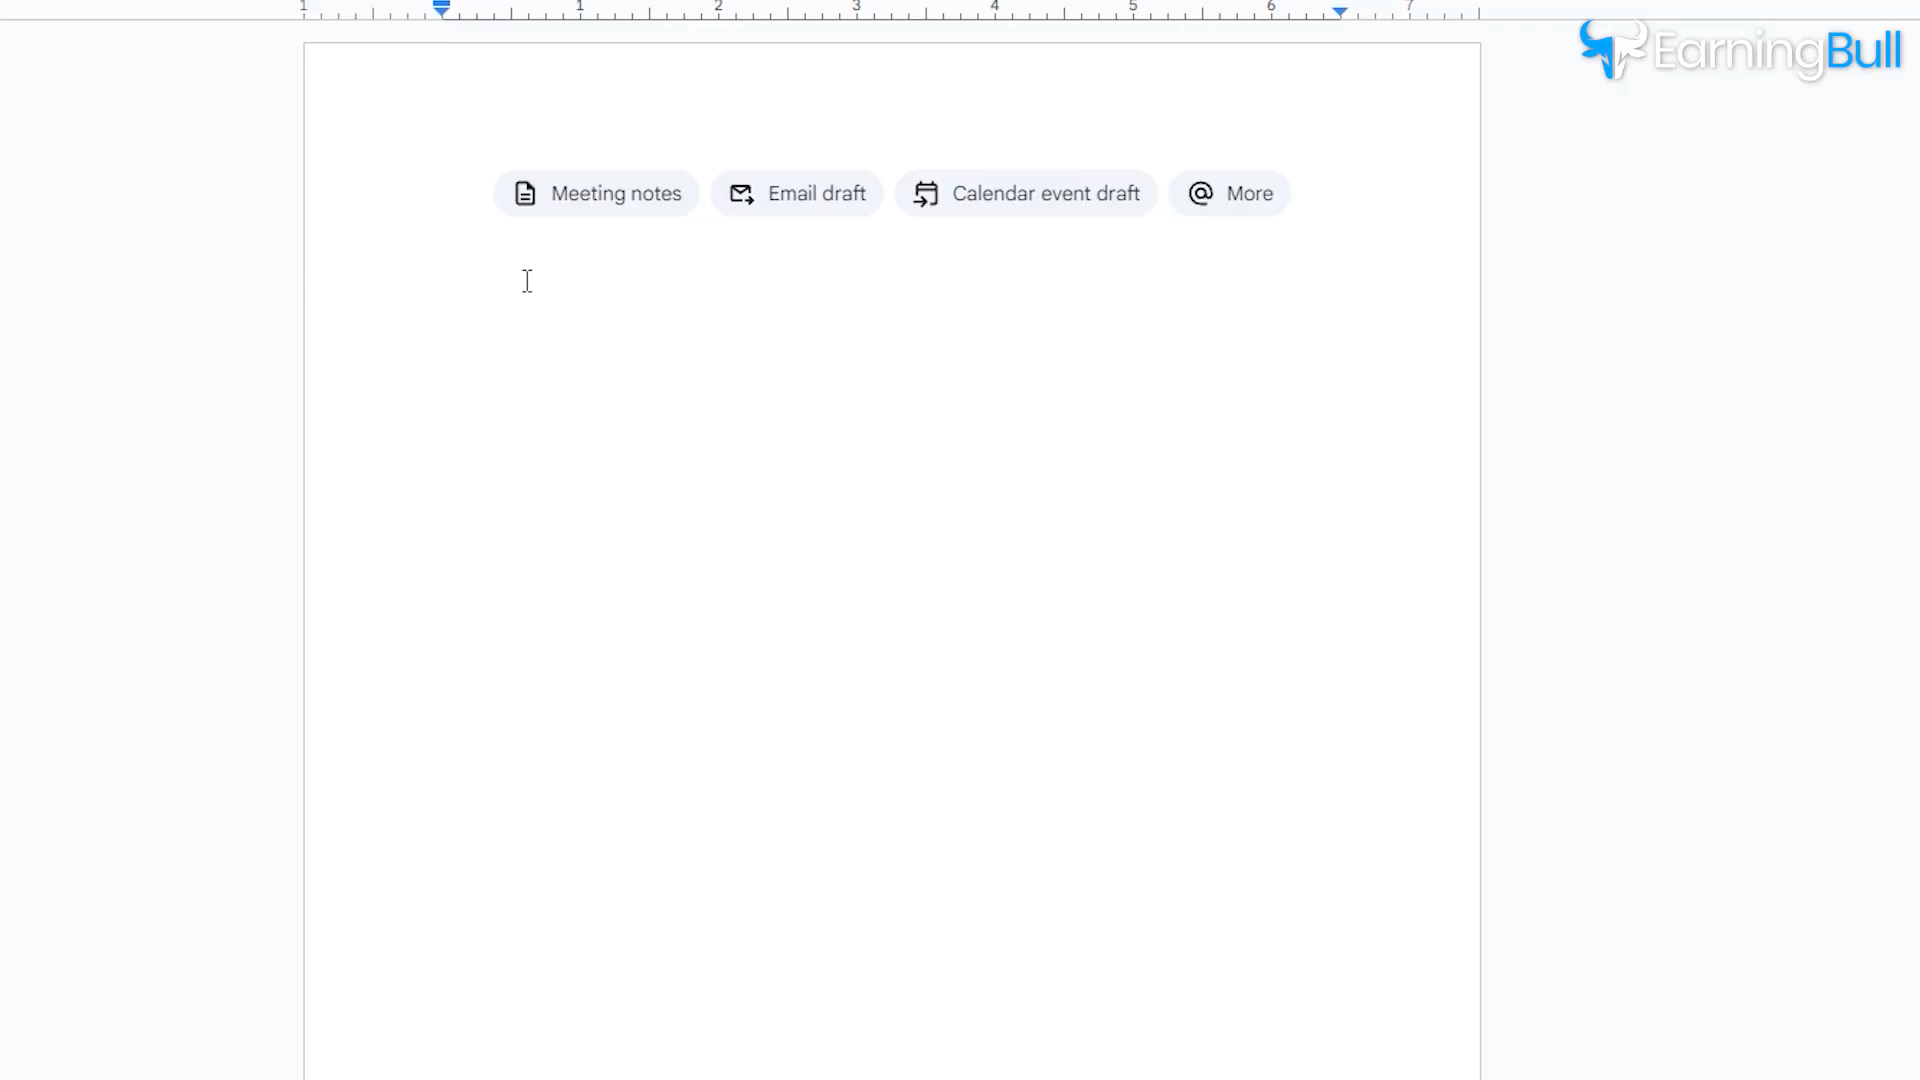 1 1 2 3 4 5 6 7
EarningBull
Meeting notes Email draft Calendar event draft More